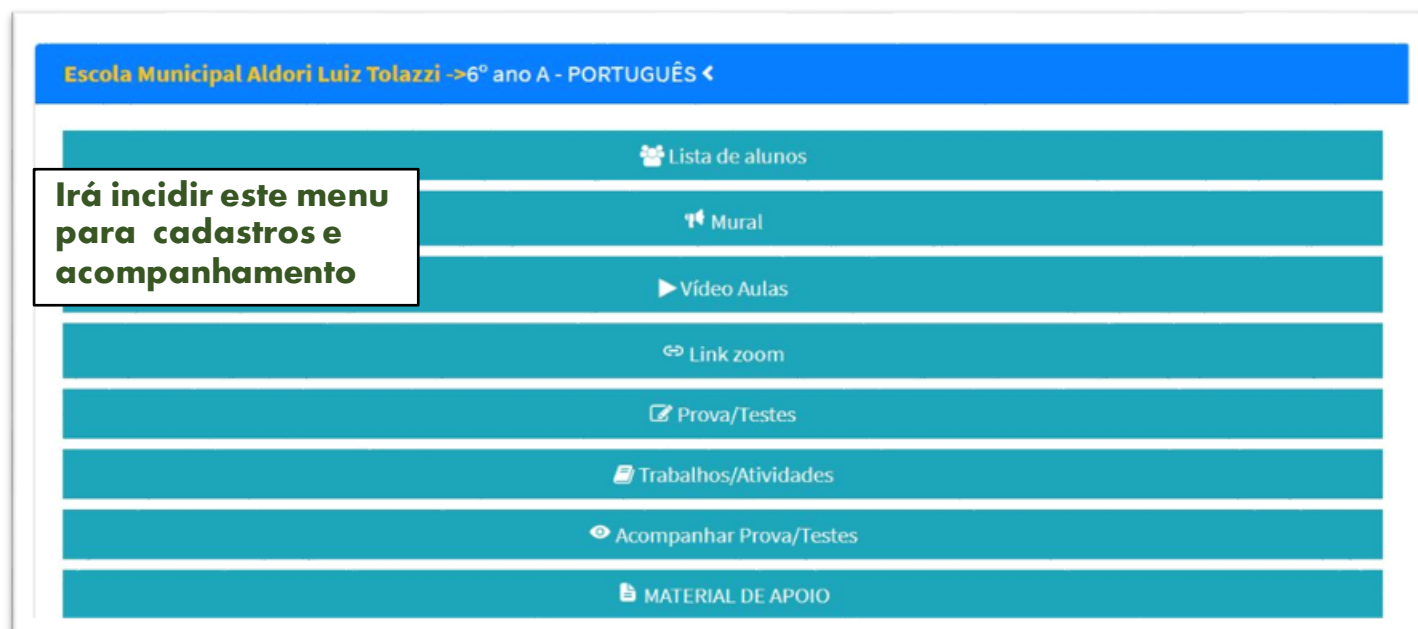 Escola Municipal Aldori Luiz Tolazzi ->6º ano A - PORTUGUÊS <
Lista de alunos
Irá incidir este menu
para cadastros e
acompanhamento
Mural
Vídeo Aulas
Link zoom
Prova/Testes
Trabalhos/Atividades
Acompanhar Prova/Testes
MATERIAL DE APOIO